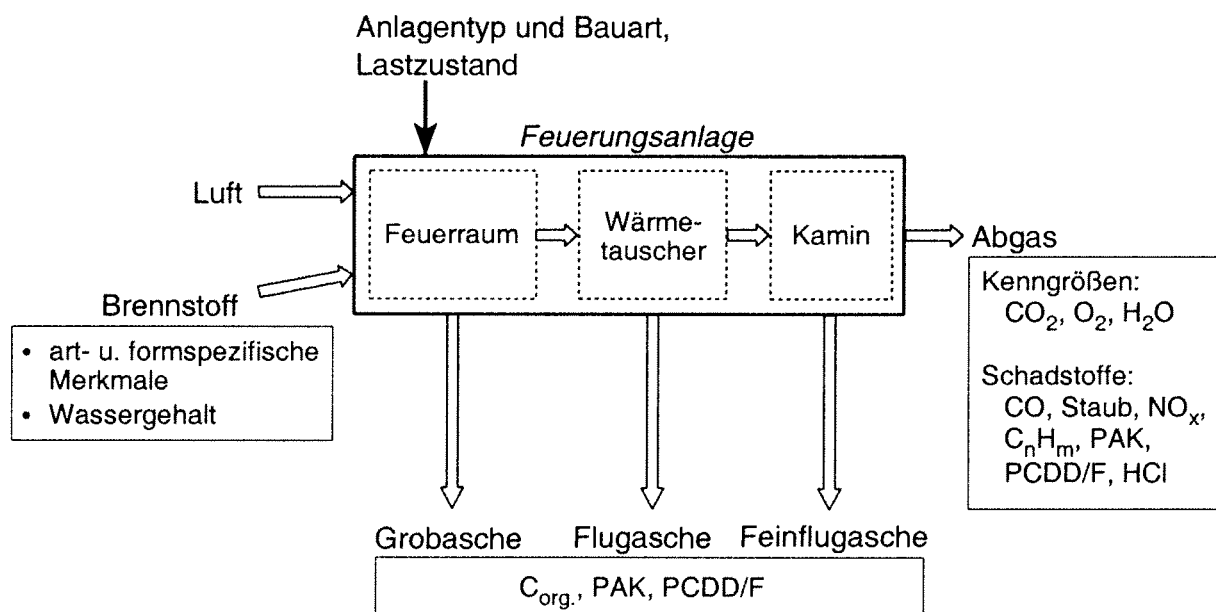 Anlagentyp und Bauart,
Lastzustand
Feuerungsanlage
Luft
Feuerraum
Wärme-
tauscher
Kamin
Abgas
Brennstoff
• art- u. formspezifische
Merkmale
• Wassergehalt
Kenngrößen:
CO₂, O₂, H₂O
Schadstoffe:
CO, Staub, NOₓ,
CₙHₘ, PAK,
PCDD/F, HCl
Grobasche
Flugasche
Feinflugasche
C_org., PAK, PCDD/F